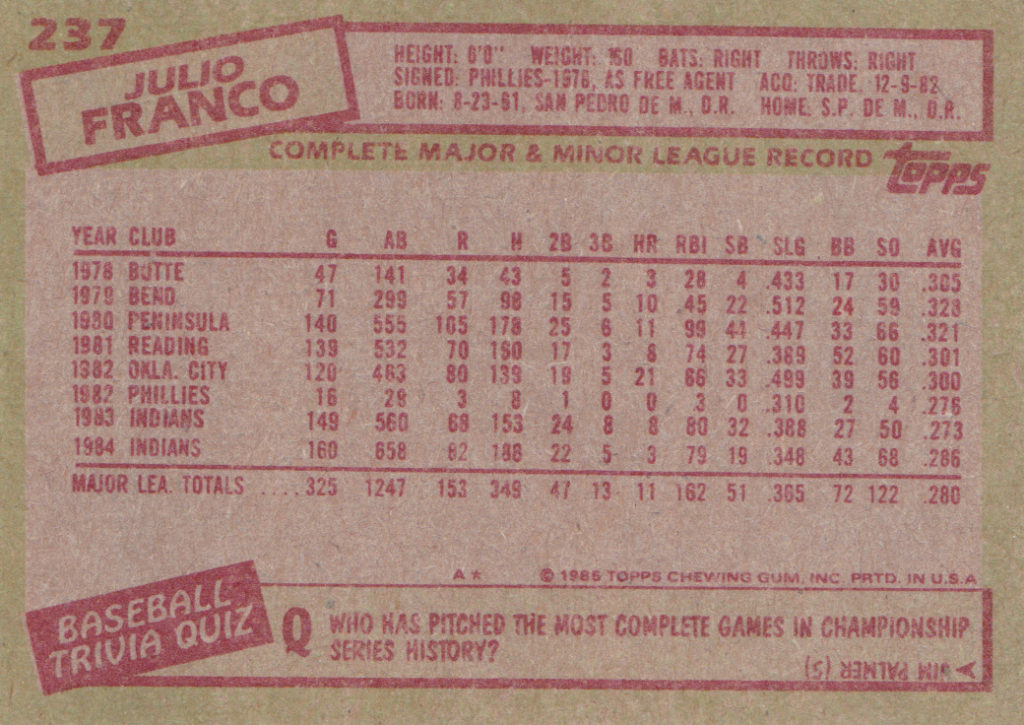 237
JULIO
FRANCO
HEIGHT: 6'0" WEIGHT: 160 BATS: RIGHT THROWS: RIGHT
SIGNED: PHILLIES-1978, AS FREE AGENT ACQ: TRADE, 12-9-82
BORN: 8-23-61, SAN PEDRO DE M., D.R. HOME: S.P. DE M., D.R.
COMPLETE MAJOR & MINOR LEAGUE RECORD
Topps
YEAR CLUB G AB R H 2B 3B HR RBI SB SLG BB SO AVG
1978 BUTTE 47 141 34 43 5 2 3 28 4 .433 17 30 .305
1979 BEND 71 299 57 98 15 5 10 45 22 .512 24 59 .328
1980 PENINSULA 140 555 105 178 25 6 11 99 44 .447 33 66 .321
1981 READING 139 532 70 160 17 3 8 74 27 .389 52 60 .301
1982 OKLA. CITY 120 463 80 139 19 5 21 66 33 .499 39 56 .300
1982 PHILLIES 16 29 3 8 1 0 0 3 0 .310 2 4 .276
1983 INDIANS 149 560 68 153 24 8 8 80 32 .388 27 50 .273
1984 INDIANS 160 658 82 188 22 5 3 79 19 .348 43 68 .286
MAJOR LEA. TOTALS ....325 1247 153 349 47 13 11 162 51 .365 72 122 .280
A* © 1985 TOPPS CHEWING GUM, INC. PRTD. IN U.S.A
BASEBALL
TRIVIA QUIZ
Q WHO HAS PITCHED THE MOST COMPLETE GAMES IN CHAMPIONSHIP
SERIES HISTORY?
A JIM PALMER (5)